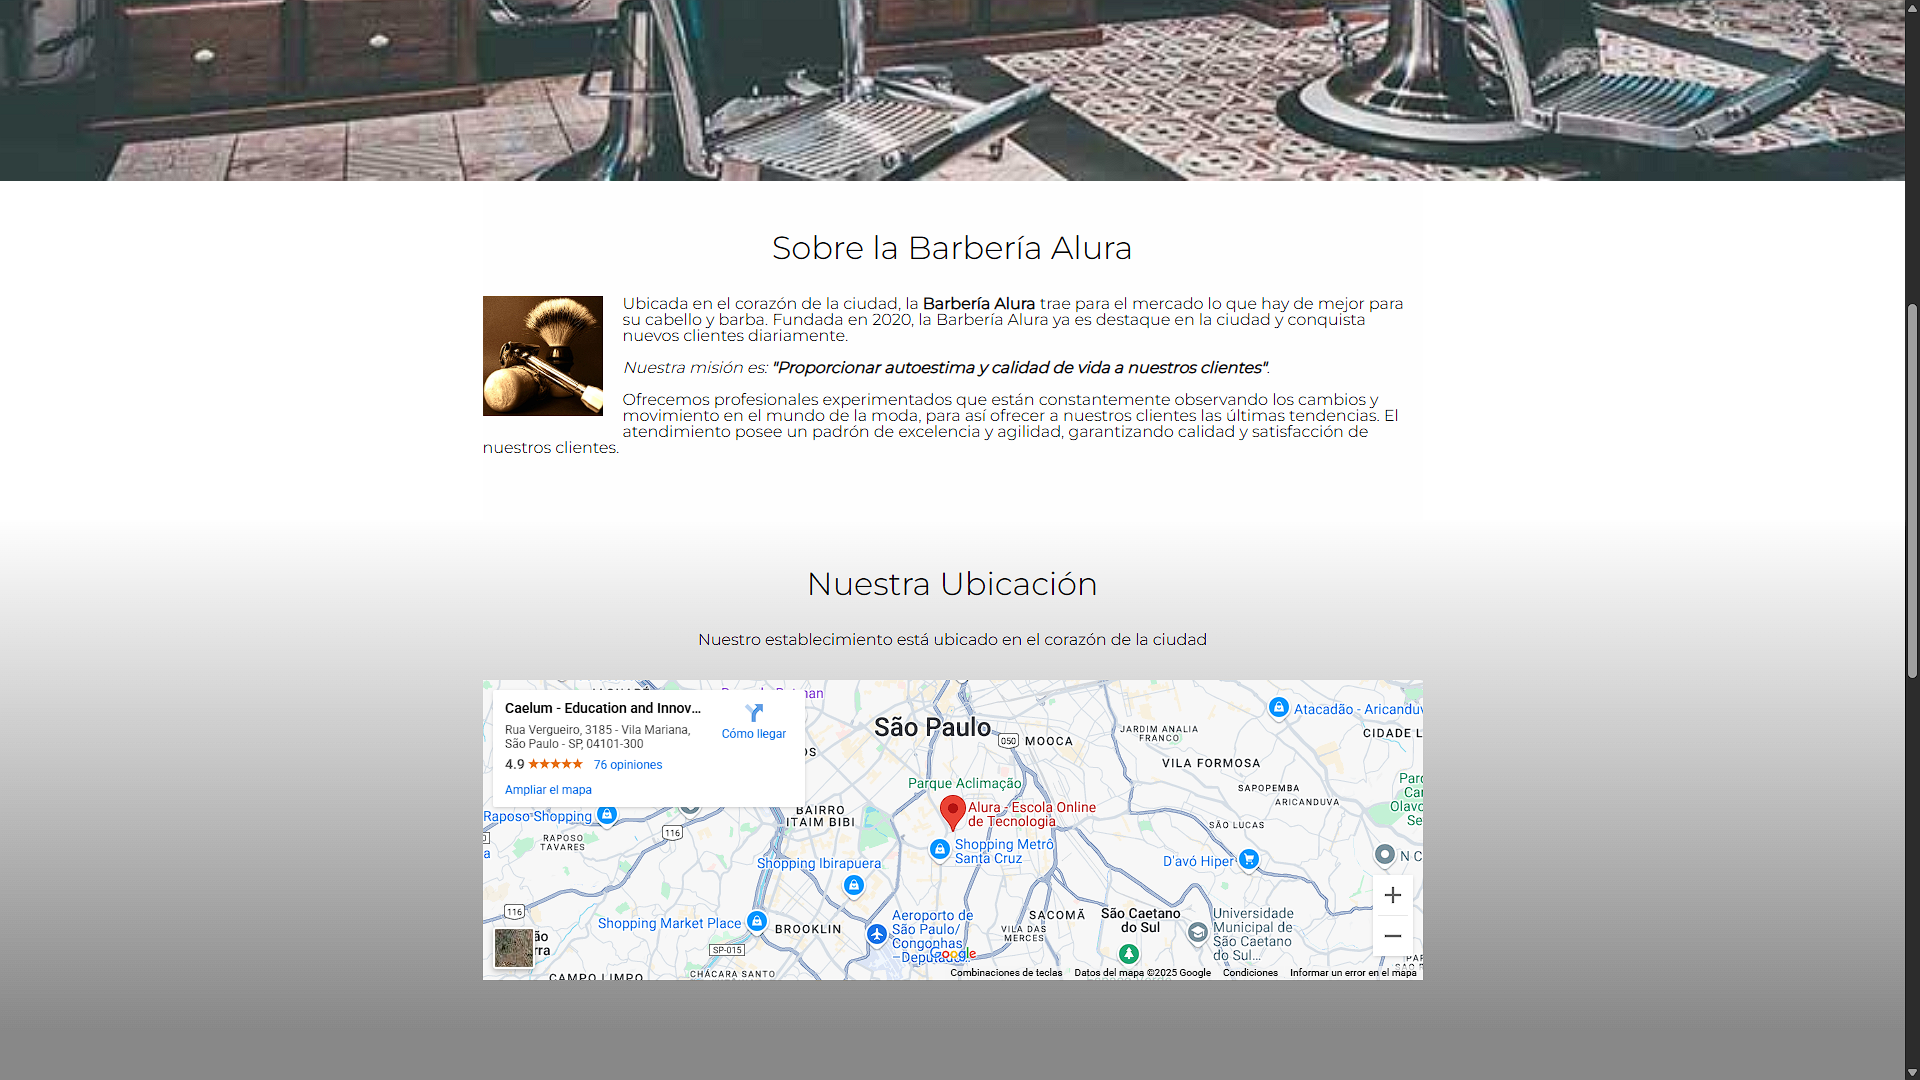 Sobre la Barbería Alura
Ubicada en el corazón de la ciudad, la Barbería Alura trae para el mercado lo que hay de mejor para
su cabello y barba. Fundada en 2020, la Barbería Alura ya es destaque en la ciudad y conquista
nuevos clientes diariamente.
Nuestra misión es: "Proporcionar autoestima y calidad de vida a nuestros clientes".
Ofrecemos profesionales experimentados que están constantemente observando los cambios y
movimiento en el mundo de la moda, para así ofrecer a nuestros clientes las últimas tendencias. El
atendimiento posee un padrón de excelencia y agilidad, garantizando calidad y satisfacción de
nuestros clientes.
Nuestra Ubicación
Nuestro establecimiento está ubicado en el corazón de la ciudad
Caelum - Education and Innov...
Rua Vergueiro, 3185 - Vila Mariana,
São Paulo - SP, 04101-300
4.9
76 opiniones
Cómo llegar
Ampliar el mapa
São Paulo
050
MOOCA
JARDIM ANALIA
FRANCO
Atacadão - Aricanduv
CIDADE L
VILA FORMOSA
Parque Aclimação
SAPOPEMBA
ARICANDUVA
Alura - Escola Online
de Tecnologia
BAIRRO
ITAIM BIBI
Raposo Shopping
RAPOSO
TAVARES
116
SÃO LUCAS
Shopping Metrô
Santa Cruz
Shopping Ibirapuera
D'avó Hiper
N C
116
Shopping Market Place
BROOKLIN
SP-015
Aeroporto de
São Paulo/
Congonhas
SACOMÃ
VILA DAS
MERCES
São Caetano
do Sul
Universidade
Municipal de
São Caetano
do Sul...
CHÁCARA SANTO
CAMPO LIMPO
Google
Combinaciones de teclas
Datos del mapa ©2025 Google
Condiciones
Informar un error en el mapa